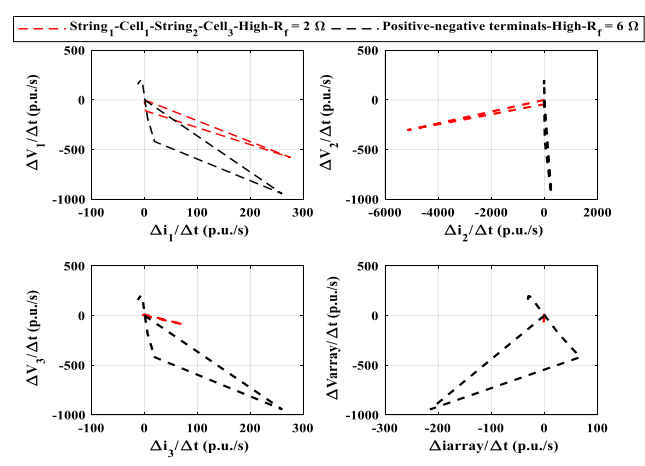 String1-Cell1-String2-Cell3-High-Rf = 2 Ω Positive-negative terminals-High-Rf = 6 Ω
500
0
-500
-1000
-100 0 100 200 300
ΔV1/Δt (p.u./s)
Δi1/Δt (p.u./s)
500
0
-500
-1000
-6000 -4000 -2000 0 2000
ΔV2/Δt (p.u./s)
Δi2/Δt (p.u./s)
500
0
-500
-1000
-100 0 100 200 300
ΔV3/Δt (p.u./s)
Δi3/Δt (p.u./s)
500
0
-500
-1000
-300 -200 -100 0 100
ΔVarray/Δt (p.u./s)
Δiarray/Δt (p.u./s)